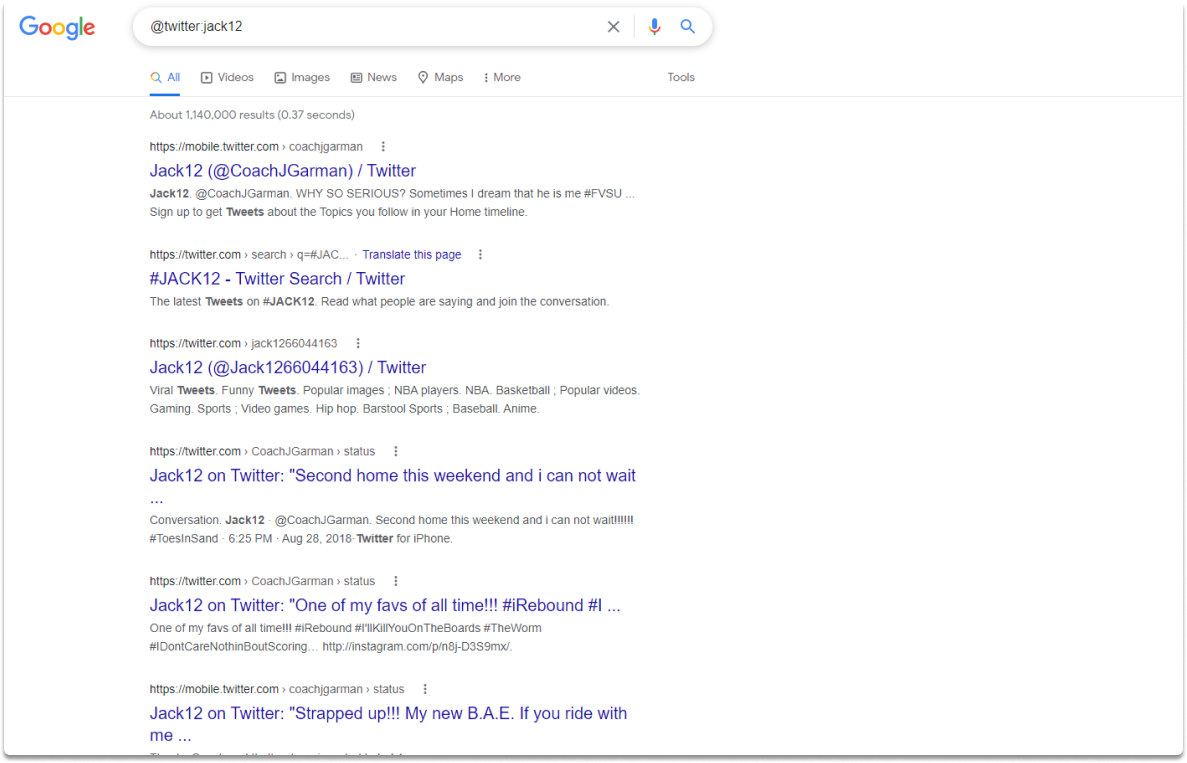 Google
@twitter:jack12
All Videos Images News Maps More Tools
About 1,140,000 results (0.37 seconds)
https://mobile.twitter.com › coachjgarman
Jack12 (@CoachJGarman) / Twitter
Jack12. @CoachJGarman. WHY SO SERIOUS? Sometimes I dream that he is me #FVSU ...
Sign up to get Tweets about the Topics you follow in your Home timeline.
https://twitter.com › search › q=#JAC... · Translate this page
#JACK12 - Twitter Search / Twitter
The latest Tweets on #JACK12. Read what people are saying and join the conversation.
https://twitter.com › jack1266044163
Jack12 (@Jack1266044163) / Twitter
Viral Tweets. Funny Tweets. Popular images ; NBA players. NBA. Basketball ; Popular videos.
Gaming. Sports ; Video games. Hip hop. Barstool Sports ; Baseball. Anime.
https://twitter.com › CoachJGarman › status
Jack12 on Twitter: "Second home this weekend and i can not wait
...
Conversation. Jack12 · @CoachJGarman. Second home this weekend and i can not wait!!!!!!
#ToesInSand · 6:25 PM · Aug 28, 2018· Twitter for iPhone.
https://twitter.com › CoachJGarman › status
Jack12 on Twitter: "One of my favs of all time!!! #iRebound #I ...
One of my favs of all time!!! #iRebound #I'llKillYouOnTheBoards #TheWorm
#IDontCareNothinBoutScoring… http://instagram.com/p/n8j-D3S9mx/.
https://mobile.twitter.com › coachjgarman › status
Jack12 on Twitter: "Strapped up!!! My new B.A.E. If you ride with
me ...